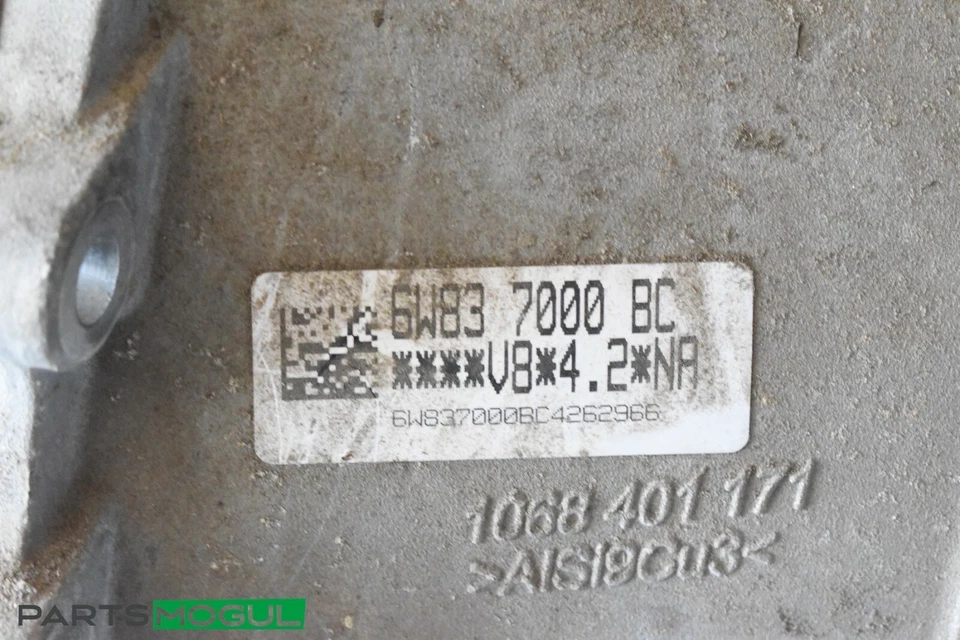 6W83 7000 BC
****V8*4.2*NA
6W837000BC4262966
1068 401 171
>AlSi9Cu3<
PARTSMOGUL